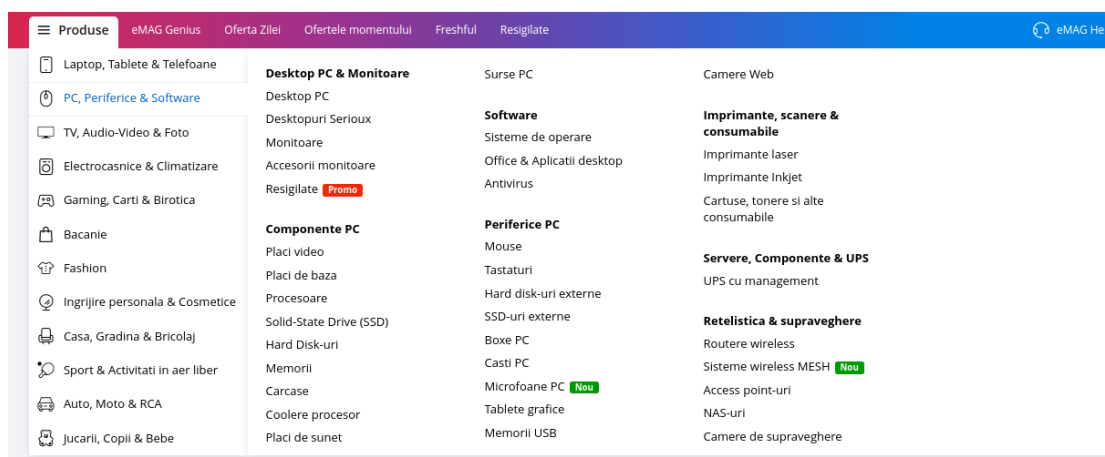 Produse
eMAG Genius
Oferta Zilei
Ofertele momentului
Freshful
Resigilate
eMAG He
Laptop, Tablete & Telefoane
PC, Periferice & Software
TV, Audio-Video & Foto
Electrocasnice & Climatizare
Gaming, Carti & Birotica
Bacanie
Fashion
Ingrijire personala & Cosmetice
Casa, Gradina & Bricolaj
Sport & Activitati in aer liber
Auto, Moto & RCA
Jucarii, Copii & Bebe
Desktop PC & Monitoare
Desktop PC
Desktopuri Serioux
Monitoare
Accesorii monitoare
Resigilate Promo
Componente PC
Placi video
Placi de baza
Procesoare
Solid-State Drive (SSD)
Hard Disk-uri
Memorii
Carcase
Coolere procesor
Placi de sunet
Surse PC
Software
Sisteme de operare
Office & Aplicatii desktop
Antivirus
Periferice PC
Mouse
Tastaturi
Hard disk-uri externe
SSD-uri externe
Boxe PC
Casti PC
Microfoane PC Nou
Tablete grafice
Memorii USB
Camere Web
Imprimante, scanere &
consumabile
Imprimante laser
Imprimante Inkjet
Cartuse, tonere si alte
consumabile
Servere, Componente & UPS
UPS cu management
Retelistica & supraveghere
Routere wireless
Sisteme wireless MESH Nou
Access point-uri
NAS-uri
Camere de supraveghere